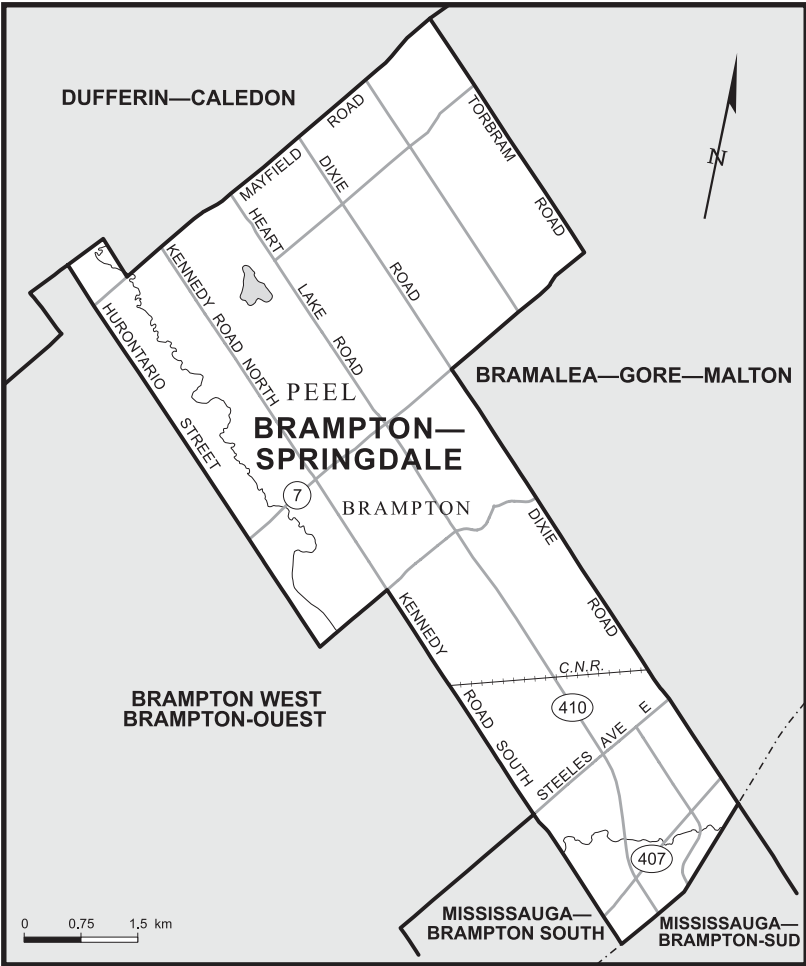 DUFFERIN—CALEDON
MAYFIELD ROAD
TORBRAM ROAD
DIXIE ROAD
HEART LAKE ROAD
KENNEDY ROAD NORTH
HURONTARIO STREET
N
PEEL
BRAMPTON—
SPRINGDALE
BRAMALEA—GORE—MALTON
7
BRAMPTON
DIXIE ROAD
KENNEDY ROAD SOUTH
C.N.R.
BRAMPTON WEST
BRAMPTON-OUEST
410
STEELES AVE E
407
0 0.75 1.5 km
MISSISSAUGA—
BRAMPTON SOUTH
MISSISSAUGA—
BRAMPTON-SUD